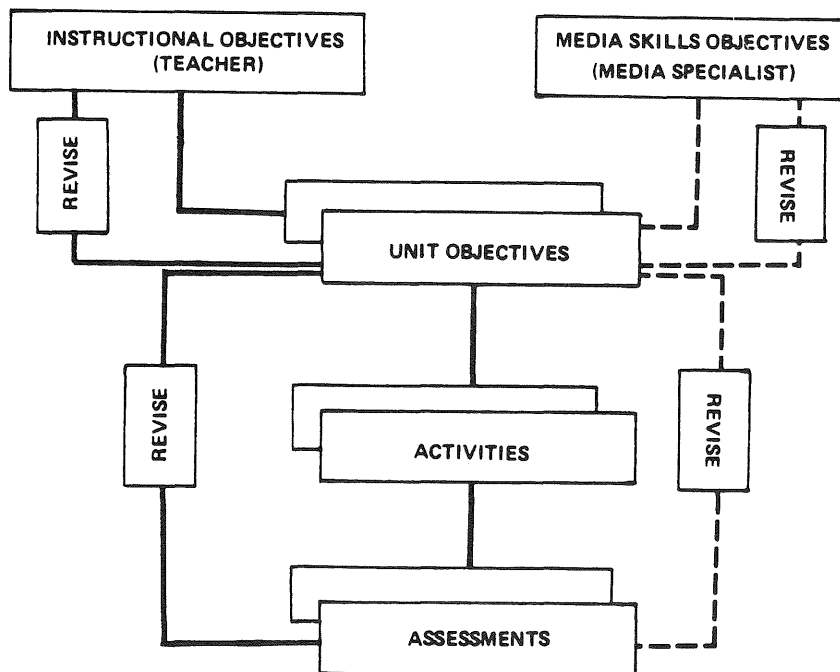 INSTRUCTIONAL OBJECTIVES
(TEACHER)
MEDIA SKILLS OBJECTIVES
(MEDIA SPECIALIST)
REVISE
REVISE
UNIT OBJECTIVES
REVISE
REVISE
ACTIVITIES
ASSESSMENTS